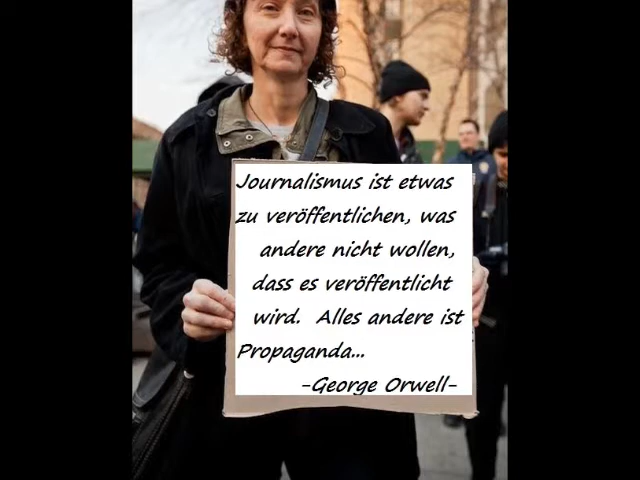 Journalismus ist etwas
zu veröffentlichen, was
andere nicht wollen,
dass es veröffentlicht
wird. Alles andere ist
Propaganda...
-George Orwell-